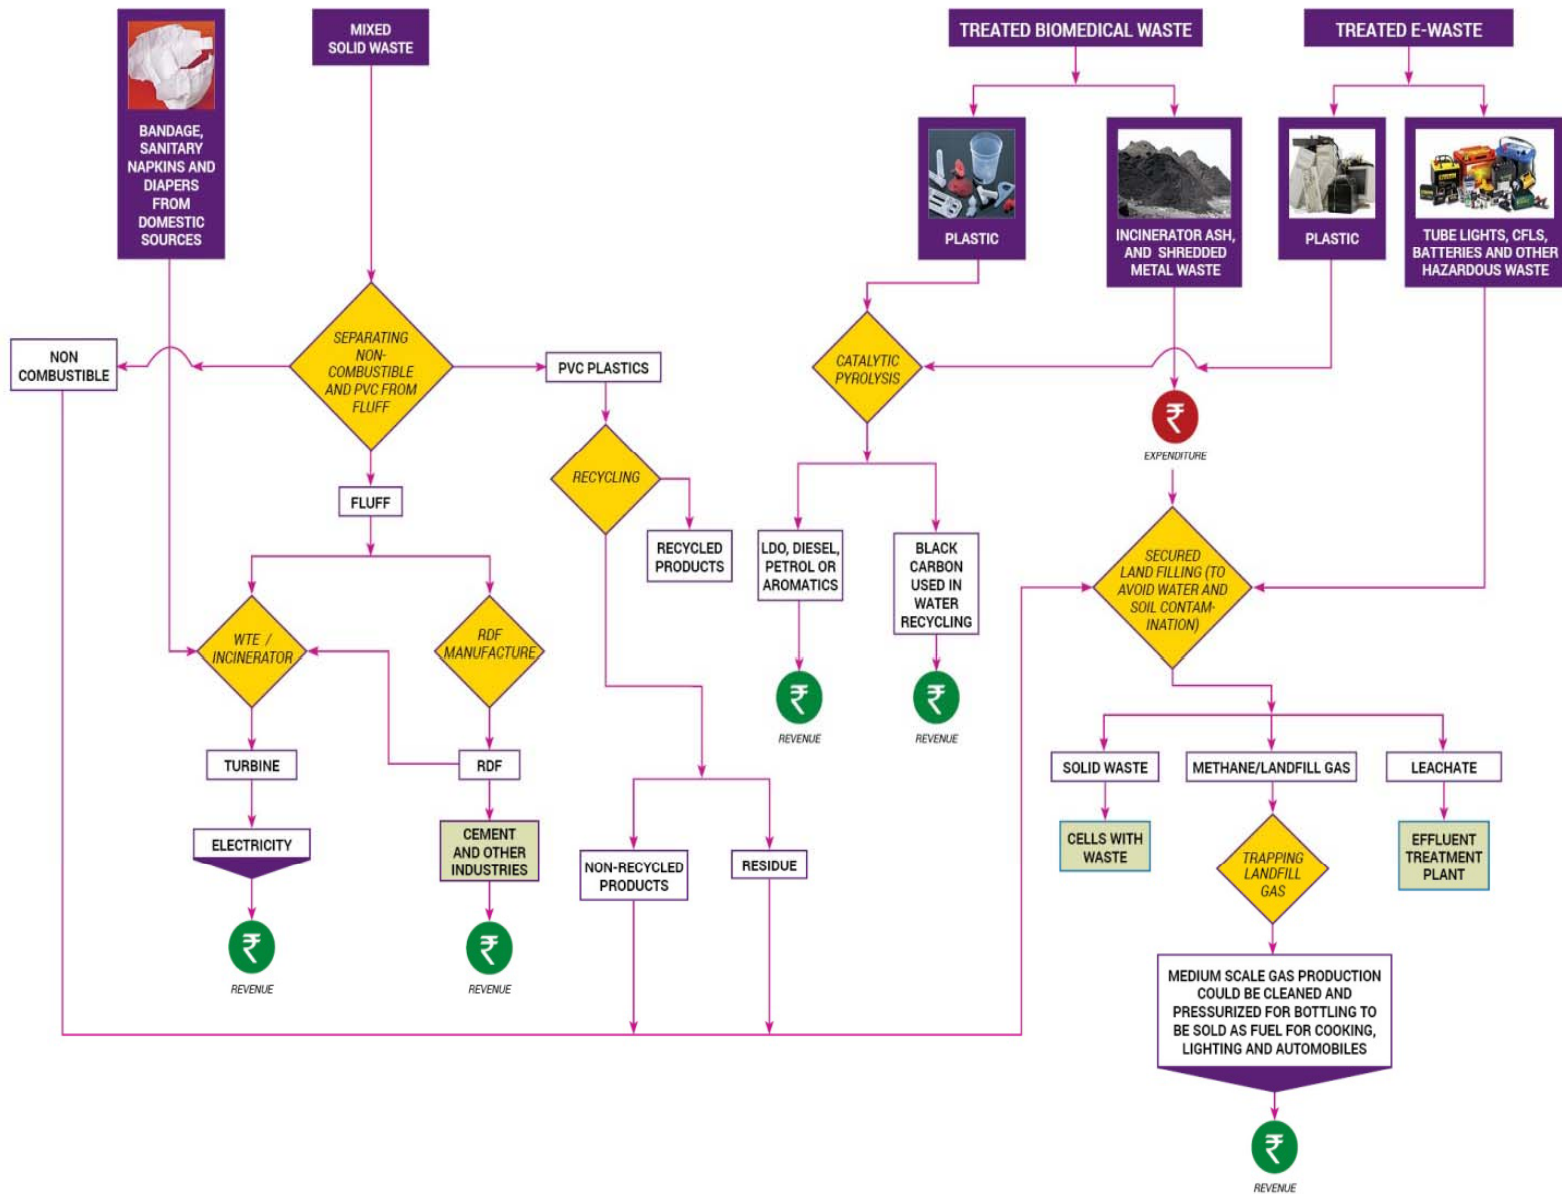 MIXED
SOLID WASTE
TREATED BIOMEDICAL WASTE
TREATED E-WASTE
BANDAGE,
SANITARY
NAPKINS AND
DIAPERS
FROM
DOMESTIC
SOURCES
PLASTIC
INCINERATOR ASH,
AND SHREDDED
METAL WASTE
PLASTIC
TUBE LIGHTS, CFLS,
BATTERIES AND OTHER
HAZARDOUS WASTE
NON
COMBUSTIBLE
SEPARATING
NON-
COMBUSTIBLE
AND PVC FROM
FLUFF
PVC PLASTICS
CATALYTIC
PYROLYSIS
₹
EXPENDITURE
RECYCLING
FLUFF
RECYCLED
PRODUCTS
LDO, DIESEL,
PETROL OR
AROMATICS
BLACK
CARBON
USED IN
WATER
RECYCLING
SECURED
LAND FILLING (TO
AVOID WATER AND
SOIL CONTAM-
INATION)
WTE /
INCINERATOR
RDF
MANUFACTURE
₹
REVENUE
₹
REVENUE
TURBINE
RDF
SOLID WASTE
METHANE/LANDFILL GAS
LEACHATE
ELECTRICITY
CEMENT
AND OTHER
INDUSTRIES
NON-RECYCLED
PRODUCTS
RESIDUE
CELLS WITH
WASTE
TRAPPING
LANDFILL
GAS
EFFLUENT
TREATMENT
PLANT
₹
REVENUE
₹
REVENUE
MEDIUM SCALE GAS PRODUCTION
COULD BE CLEANED AND
PRESSURIZED FOR BOTTLING TO
BE SOLD AS FUEL FOR COOKING,
LIGHTING AND AUTOMOBILES
₹
REVENUE